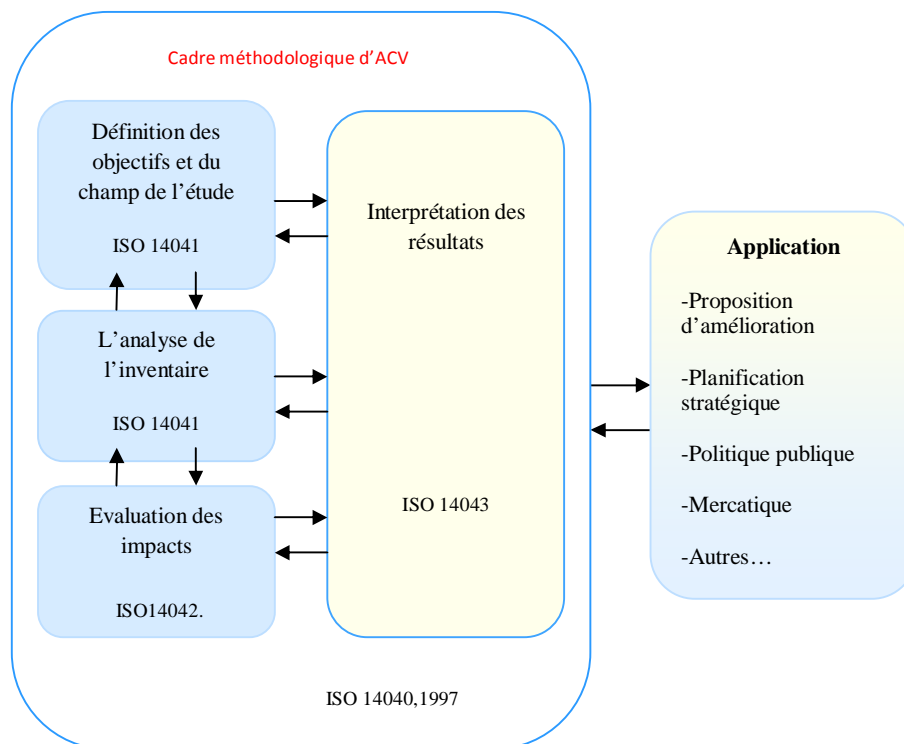 Cadre méthodologique d’ACV
Définition des
objectifs et du
champ de l’étude
ISO 14041
L’analyse de
l’inventaire
ISO 14041
Evaluation des
impacts
ISO14042.
Interprétation des
résultats
ISO 14043
ISO 14040,1997
Application
-Proposition
d’amélioration
-Planification
stratégique
-Politique publique
-Mercatique
-Autres…